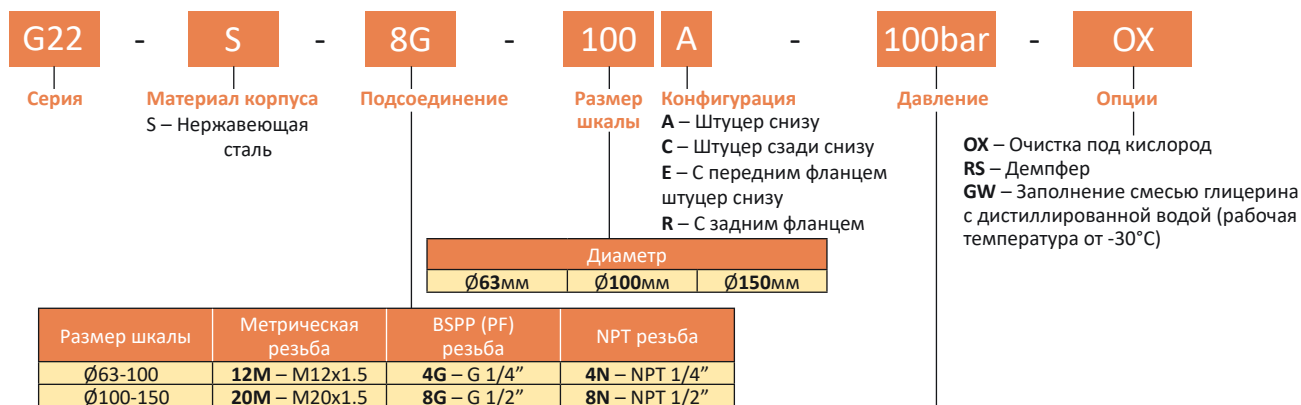 G22 - S - 8G - 100 A - 100bar - OX
Серия
Материал корпуса
S – Нержавеющая
сталь
Подсоединение
Размер
шкалы
Конфигурация
A – Штуцер снизу
C – Штуцер сзади снизу
E – С передним фланцем
штуцер снизу
R – С задним фланцем
Давление
Опции
OX – Очистка под кислород
RS – Демпфер
GW – Заполнение смесью глицерина
с дистиллированной водой (рабочая
температура от -30°C)
Диаметр
Ø63мм Ø100мм Ø150мм
Размер шкалы Метрическая резьба BSPP (PF) резьба NPT резьба
Ø63-100 12M – M12x1.5 4G – G 1/4” 4N – NPT 1/4”
Ø100-150 20M – M20x1.5 8G – G 1/2” 8N – NPT 1/2”